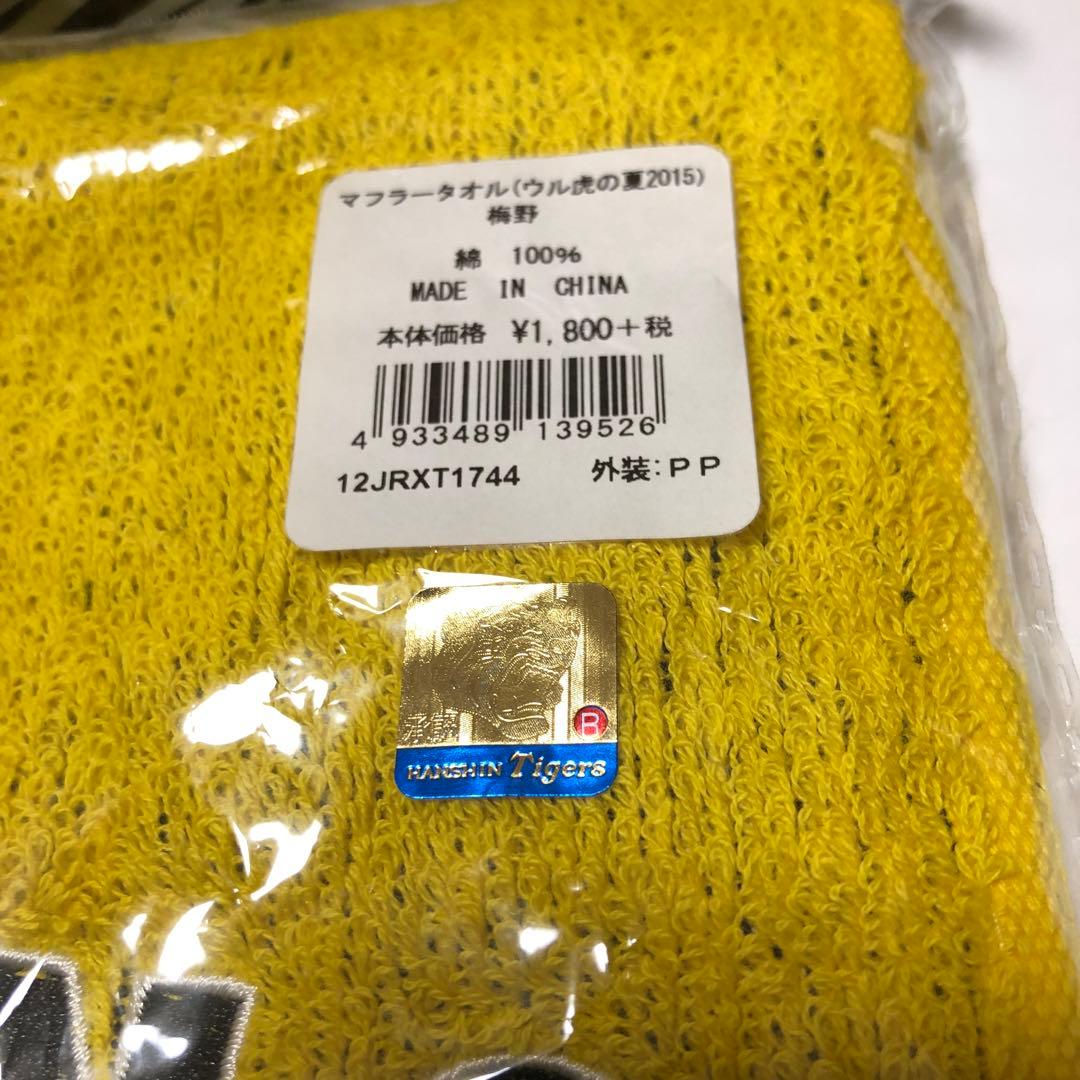 マフラータオル(ウル虎の夏2015)
梅野
綿 100%
MADE IN CHINA
本体価格 ¥1,800+税
4 933489 139526
12JRXT1744 外装:PP
承認
B
HANSHIN Tigers